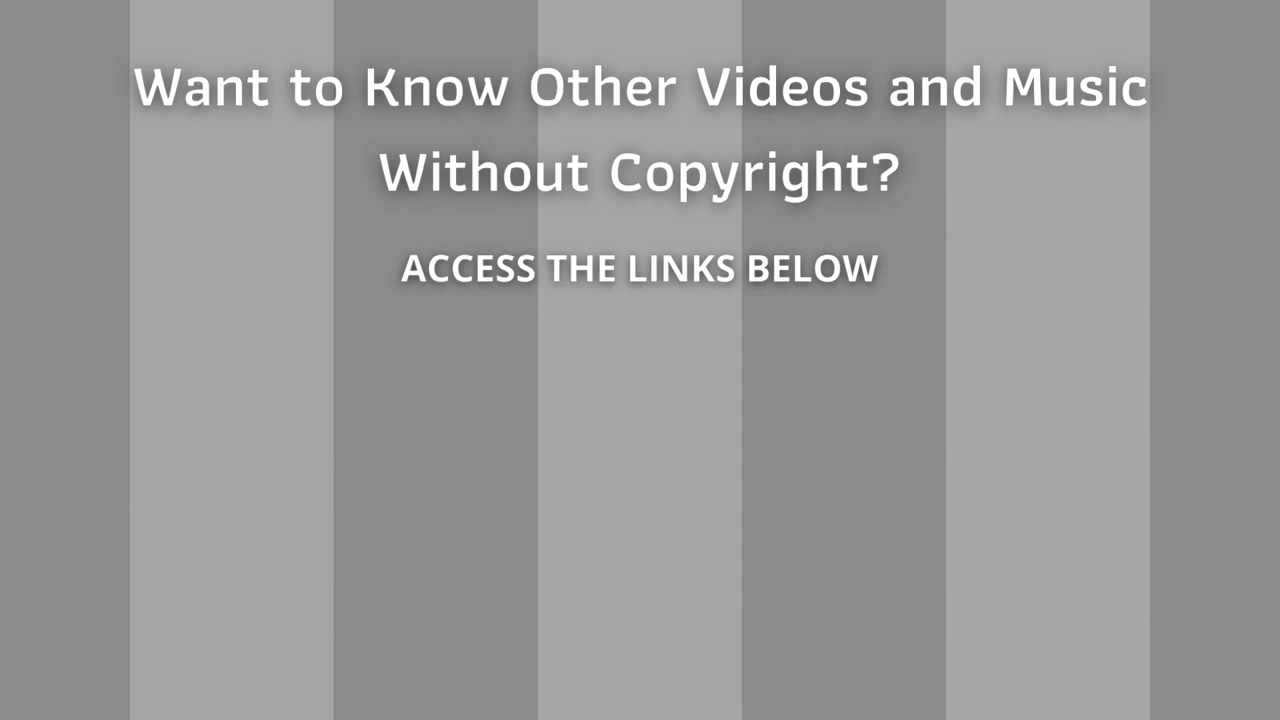 Want to Know Other Videos and Music
Without Copyright?
ACCESS THE LINKS BELOW